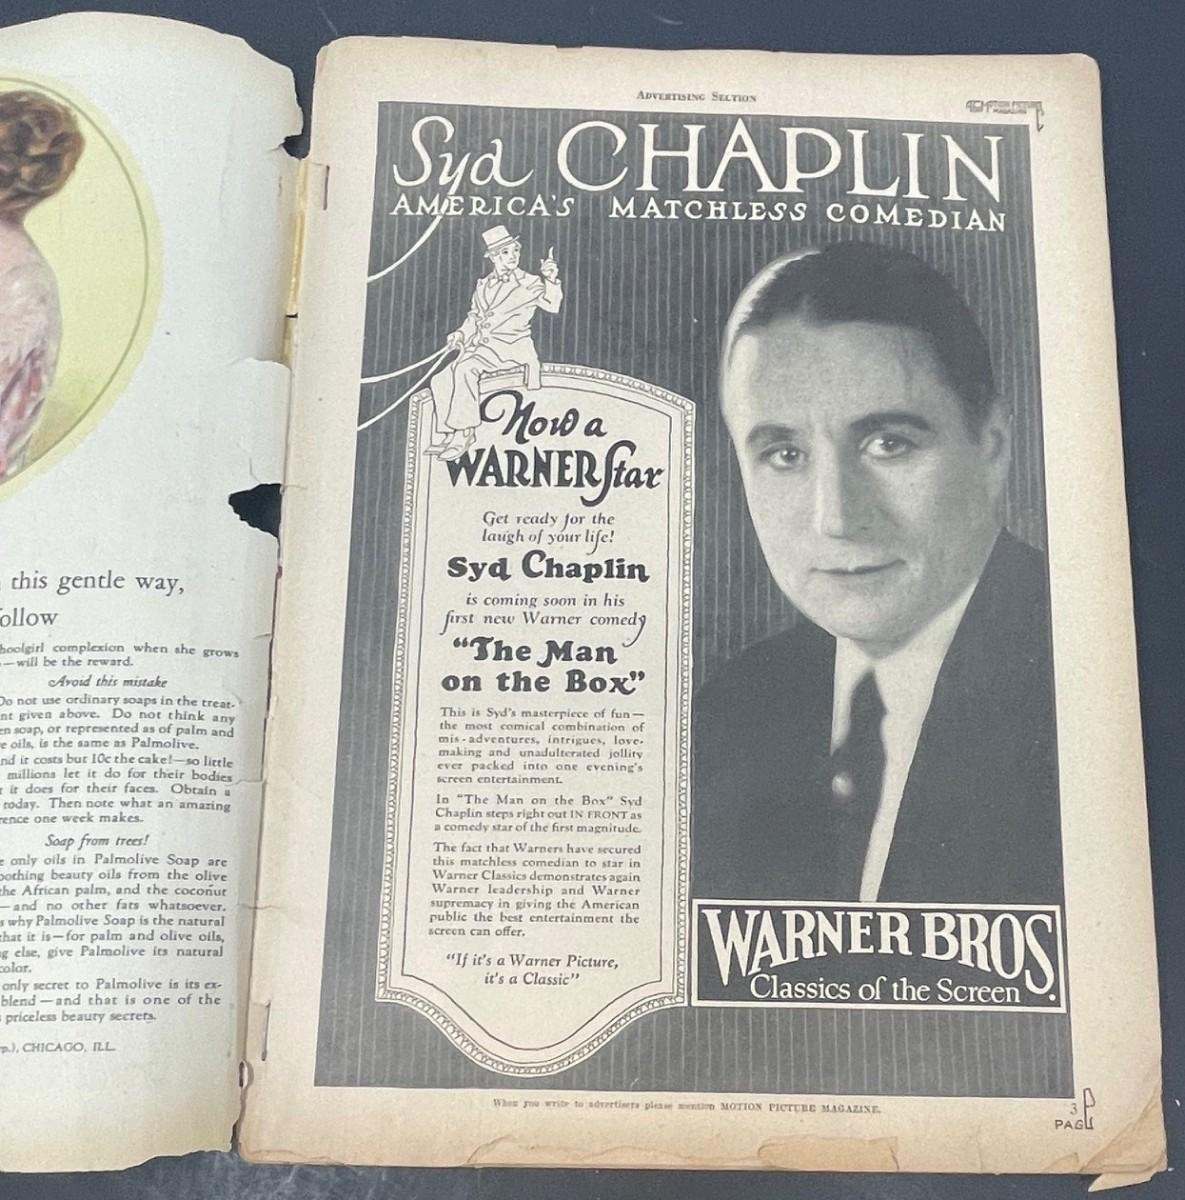 this gentle way,
follow
hoolgirl complexion when she grows
—will be the reward.
Avoid this mistake
Do not use ordinary soaps in the treat-
nt given above. Do not think any
en soap, or represented as of palm and
e oils, is the same as Palmolive.
nd it costs but 10c the cake!—so little
millions let it do for their bodies
t it does for their faces. Obtain a
today. Then note what an amazing
rence one week makes.
Soap from trees!
e only oils in Palmolive Soap are
oothing beauty oils from the olive
the African palm, and the coconut
—and no other fats whatsoever.
s why Palmolive Soap is the natural
that it is—for palm and olive oils,
ng else, give Palmolive its natural
color.
only secret to Palmolive is its ex-
blend—and that is one of the
priceless beauty secrets.
rp.), CHICAGO, ILL.
ADVERTISING SECTION
MOTION PICTURE
MAGAZINE
Syd CHAPLIN
AMERICA'S MATCHLESS COMEDIAN
Now a
WARNER Star
Get ready for the
laugh of your life!
Syd Chaplin
is coming soon in his
first new Warner comedy
"The Man
on the Box"
This is Syd's masterpiece of fun—
the most comical combination of
mis-adventures, intrigues, love-
making and unadulterated jollity
ever packed into one evening's
screen entertainment.
In "The Man on the Box" Syd
Chaplin steps right out IN FRONT as
a comedy star of the first magnitude.
The fact that Warners have secured
this matchless comedian to star in
Warner Classics demonstrates again
Warner leadership and Warner
supremacy in giving the American
public the best entertainment the
screen can offer.
"If it's a Warner Picture,
it's a Classic"
WARNER BROS.
Classics of the Screen
When you write to advertisers please mention MOTION PICTURE MAGAZINE.
3
PAGE